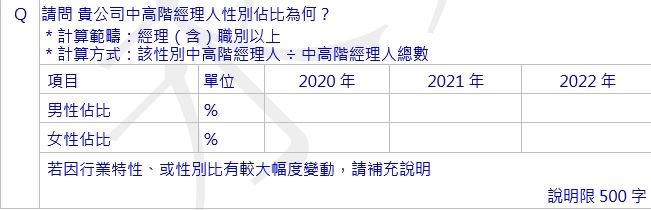 Q 請問 貴公司中高階經理人性別佔比為何？
* 計算範疇：經理（含）職別以上
* 計算方式：該性別中高階經理人 ÷ 中高階經理人總數
項目 單位 2020 年 2021 年 2022 年
男性佔比 %
女性佔比 %
若因行業特性、或性別比有較大幅度變動，請補充說明
說明限 500 字